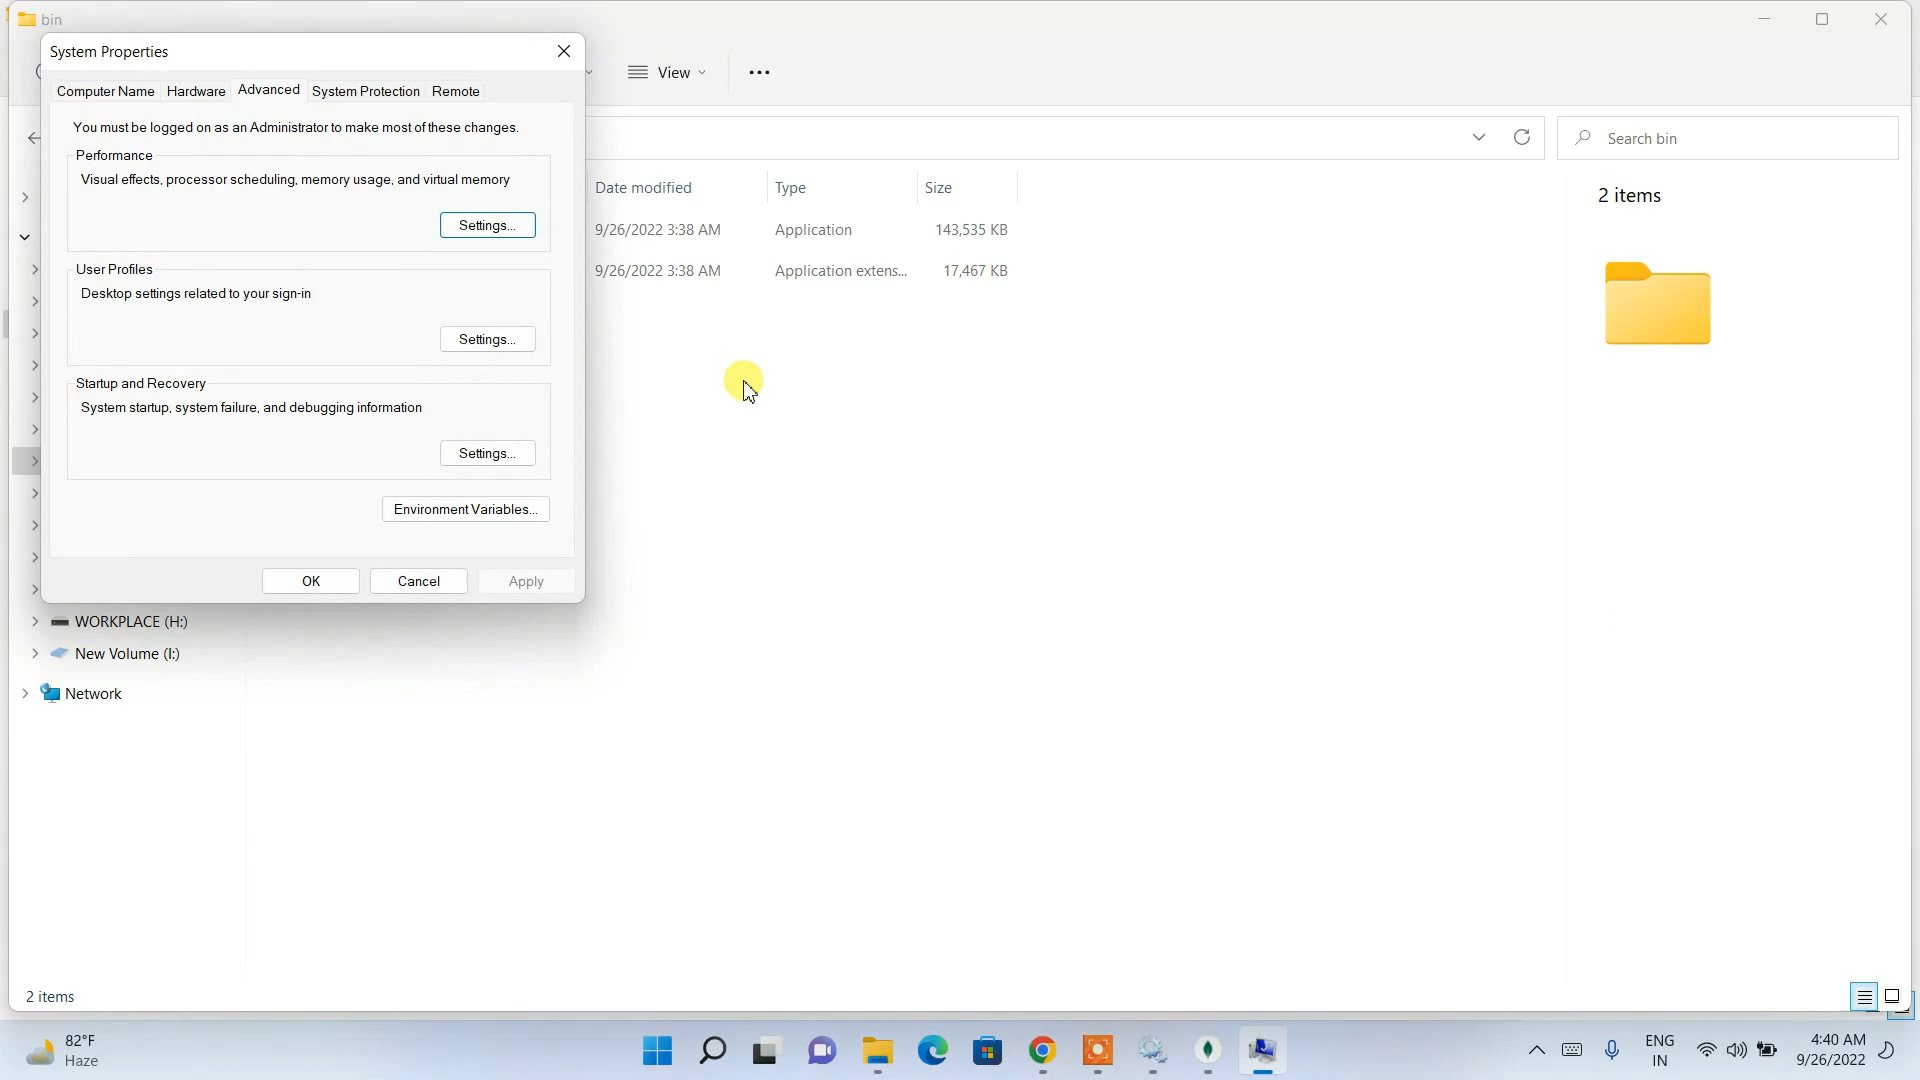 bin
System Properties
View
Computer Name
Hardware
Advanced
System Protection
Remote
You must be logged on as an Administrator to make most of these changes.
Performance
Visual effects, processor scheduling, memory usage, and virtual memory
Settings...
User Profiles
Desktop settings related to your sign-in
Settings...
Startup and Recovery
System startup, system failure, and debugging information
Settings...
Environment Variables...
OK
Cancel
Apply
Search bin
Date modified
Type
Size
9/26/2022 3:38 AM
Application
143,535 KB
9/26/2022 3:38 AM
Application extens...
17,467 KB
2 items
WORKPLACE (H:)
New Volume (I:)
Network
2 items
82°F
Haze
ENG
IN
4:40 AM
9/26/2022